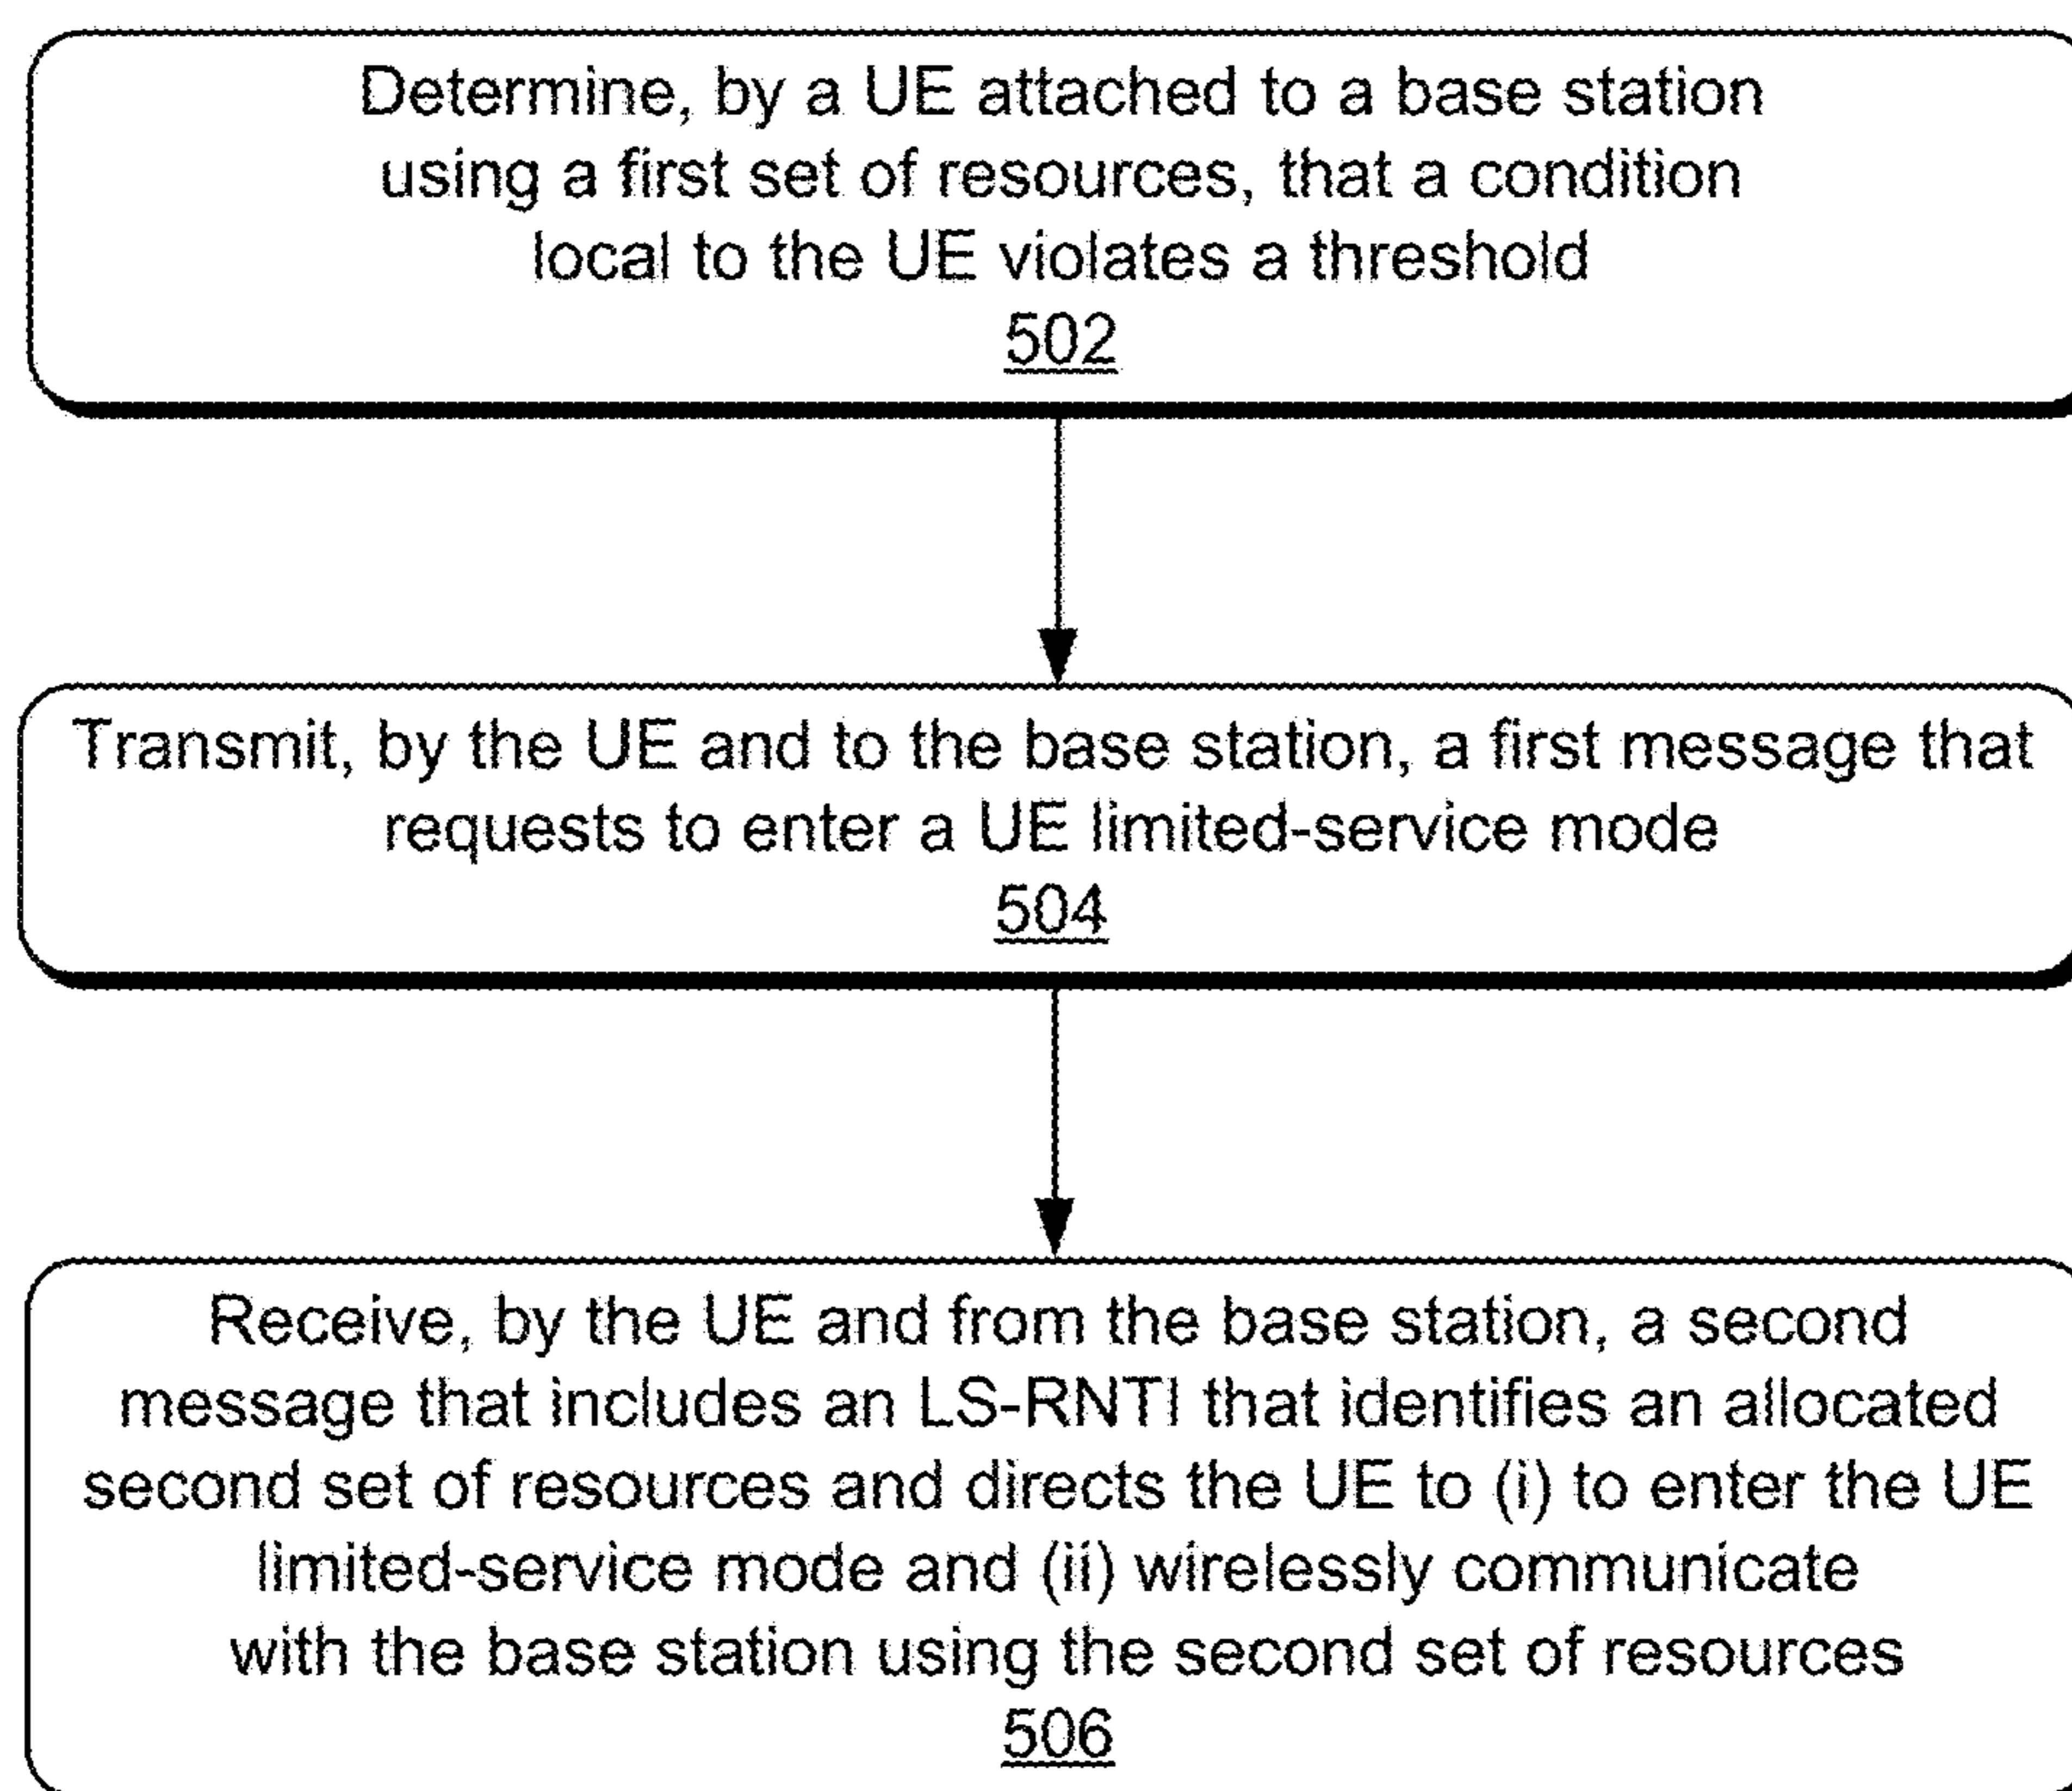 Determine, by a UE attached to a base station
using a first set of resources, that a condition
local to the UE violates a threshold
502
Transmit, by the UE and to the base station, a first message that
requests to enter a UE limited-service mode
504
Receive, by the UE and from the base station, a second
message that includes an LS-RNTI that identifies an allocated
second set of resources and directs the UE to (i) to enter the UE
limited-service mode and (ii) wirelessly communicate
with the base station using the second set of resources
506